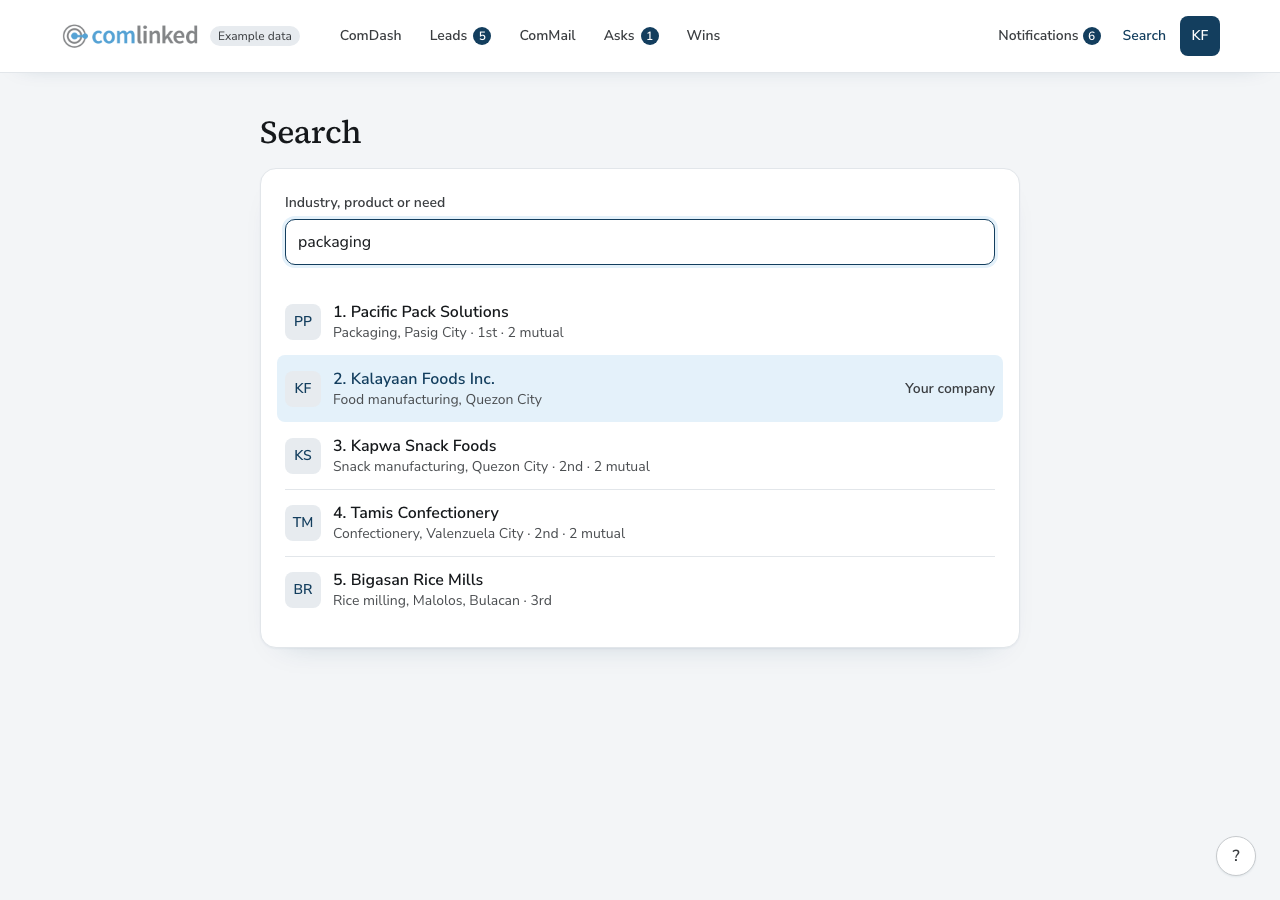 comlinked
Example data
ComDash
Leads 5
ComMail
Asks 1
Wins
Notifications 6
Search
KF
Search
Industry, product or need
packaging
PP
1. Pacific Pack Solutions
Packaging, Pasig City · 1st · 2 mutual
KF
2. Kalayaan Foods Inc.
Food manufacturing, Quezon City
Your company
KS
3. Kapwa Snack Foods
Snack manufacturing, Quezon City · 2nd · 2 mutual
TM
4. Tamis Confectionery
Confectionery, Valenzuela City · 2nd · 2 mutual
BR
5. Bigasan Rice Mills
Rice milling, Malolos, Bulacan · 3rd
?